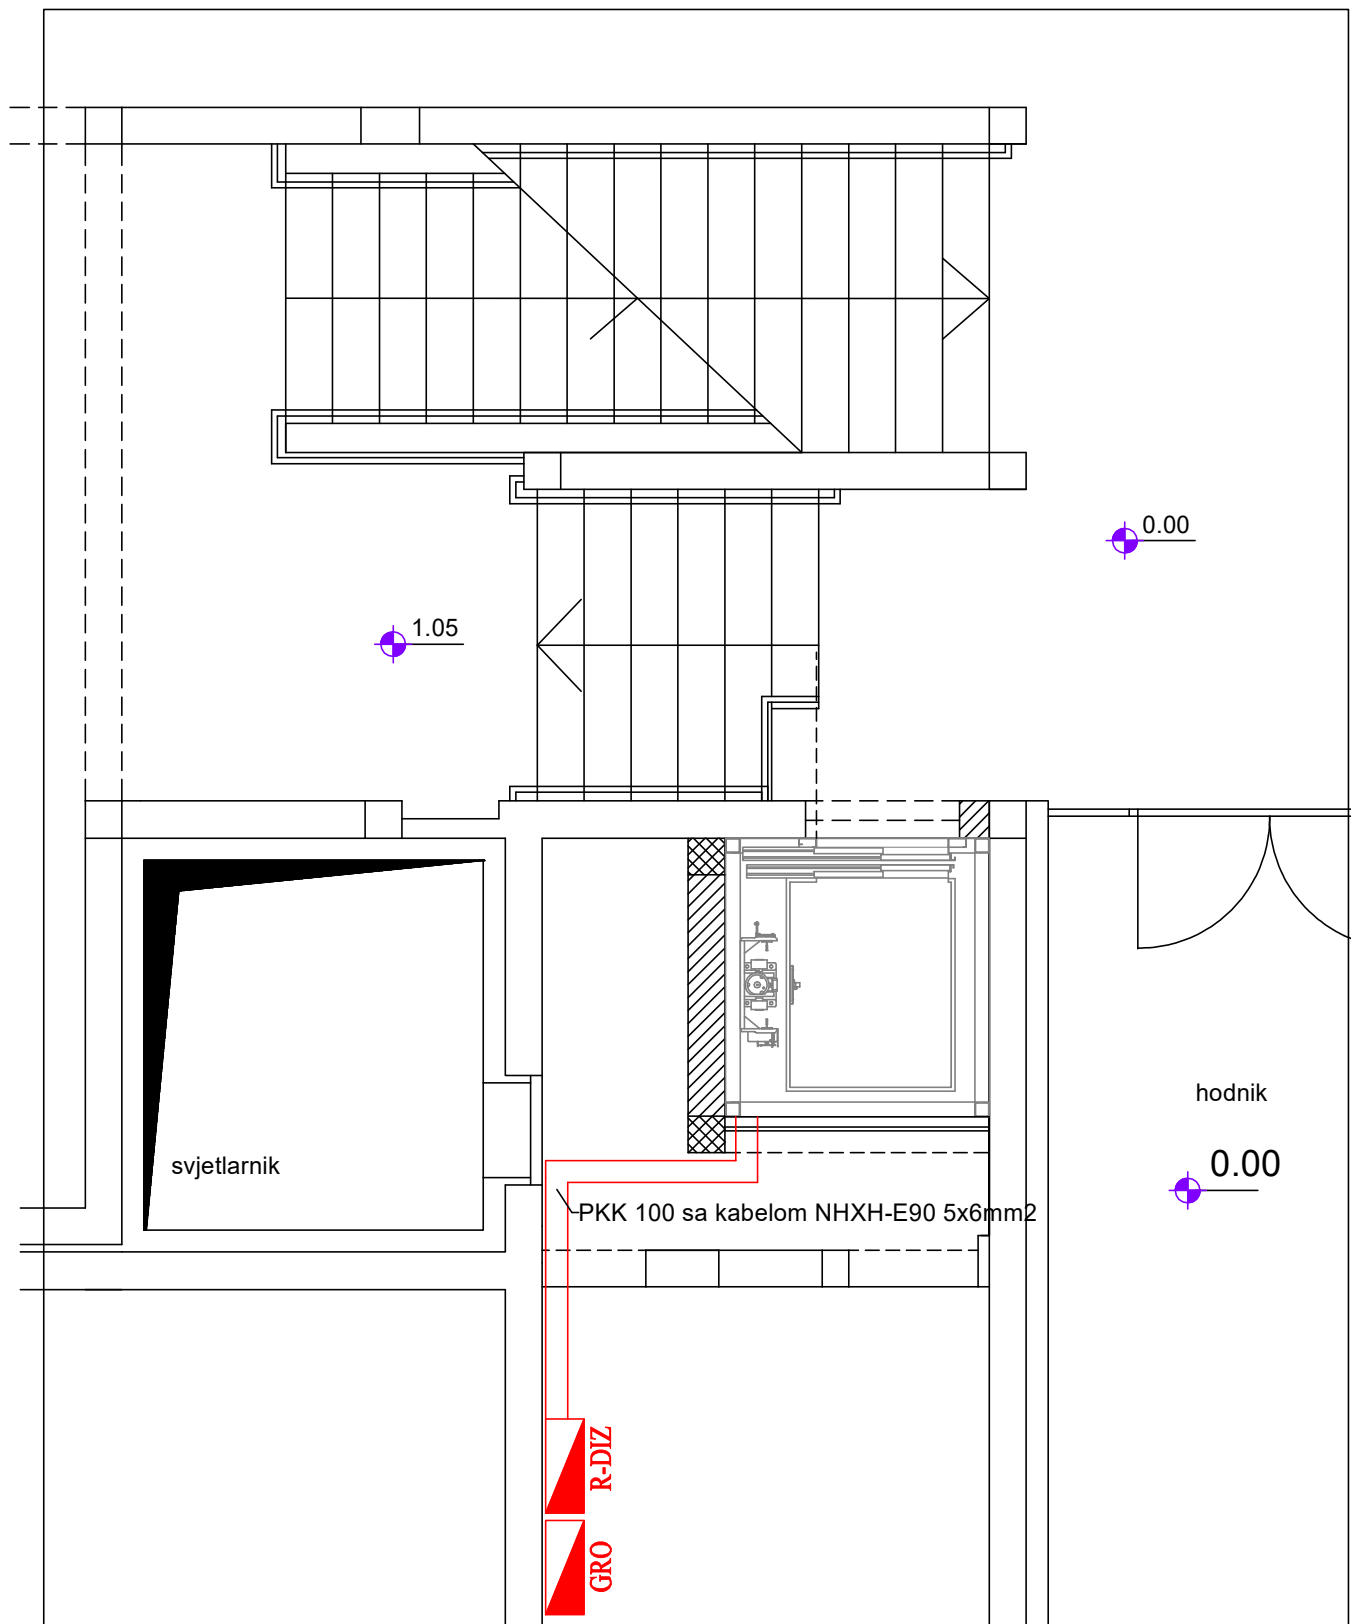 0.00
1.05
hodnik
svjetlarnik
0.00
PKK 100 sa kabelom NHXH-E90 5x6mm2
R-DIZ
GRO